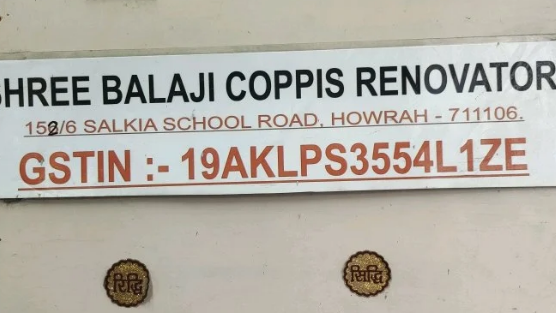 SHREE BALAJI COPPIS RENOVATOR
152/6 SALKIA SCHOOL ROAD, HOWRAH - 711106.
GSTIN :- 19AKLPS3554L1ZE
रिद्धि सिद्धि